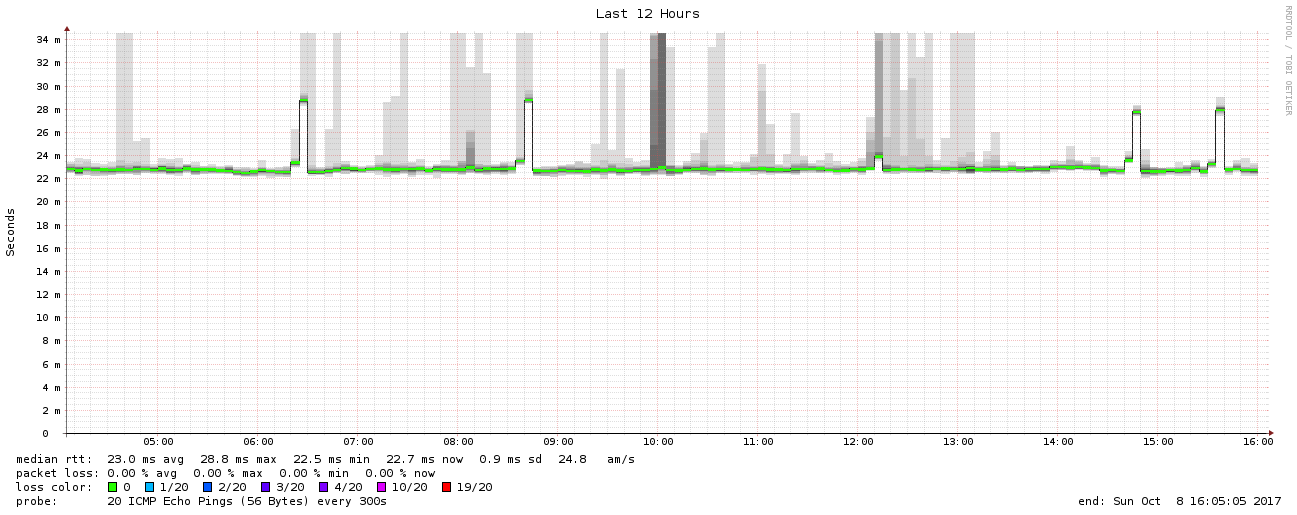 Last 12 Hours
RRDTOOL / TOBI OETIKER
Seconds
34 m
32 m
30 m
28 m
26 m
24 m
22 m
20 m
18 m
16 m
14 m
12 m
10 m
8 m
6 m
4 m
2 m
0
05:00 06:00 07:00 08:00 09:00 10:00 11:00 12:00 13:00 14:00 15:00 16:00
median rtt: 23.0 ms avg 28.8 ms max 22.5 ms min 22.7 ms now 0.9 ms sd 24.8 am/s
packet loss: 0.00 % avg 0.00 % max 0.00 % min 0.00 % now
loss color: 0 1/20 2/20 3/20 4/20 10/20 19/20
probe: 20 ICMP Echo Pings (56 Bytes) every 300s end: Sun Oct 8 16:05:05 2017